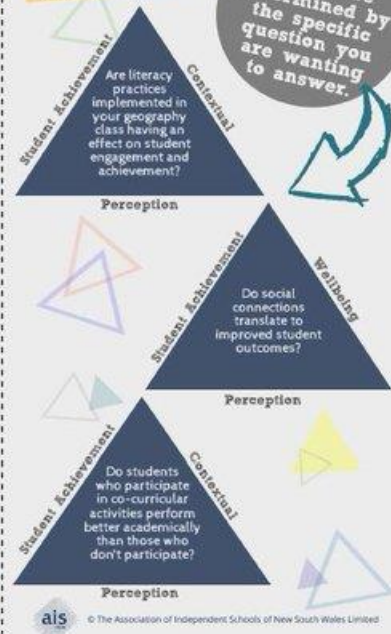 rmined by
the specific
question you
are wanting
to answer.
Student Achievement
Contextual
Are literacy
practices
implemented in
your geography
class having an
effect on student
engagement and
achievement?
Perception
Student Achievement
Wellbeing
Do social
connections
translate to
improved student
outcomes?
Perception
Student Achievement
Contextual
Do students
who participate
in co-curricular
activities perform
better academically
than those who
don't participate?
Perception
ais
© The Association of Independent Schools of New South Wales Limited